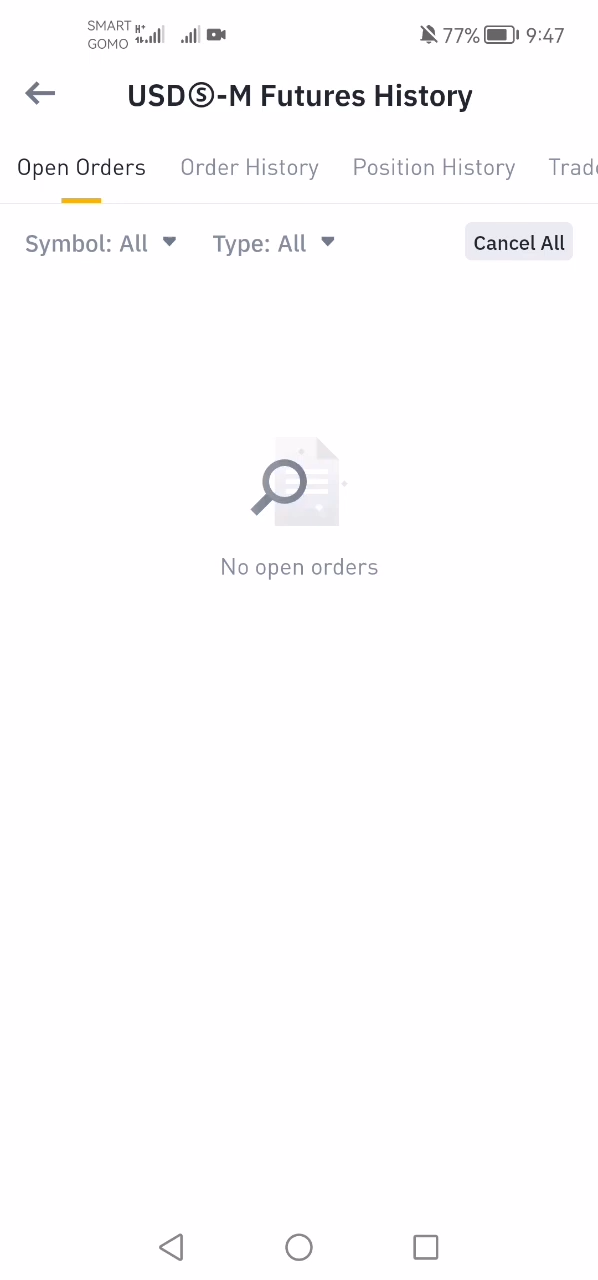 SMART
GOMO
77% 9:47
USDⓈ-M Futures History
Open Orders Order History Position History Trad
Symbol: All Type: All Cancel All
No open orders